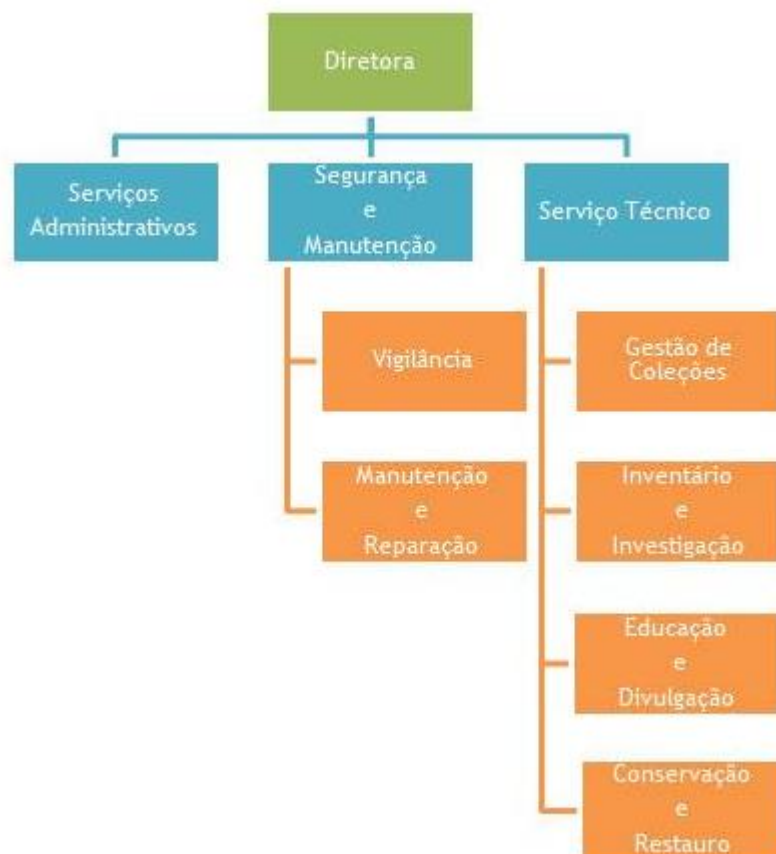 Diretora
Serviços
Administrativos
Segurança
e
Manutenção
Serviço Técnico
Vigilância
Manutenção
e
Reparação
Gestão de
Coleções
Inventário
e
Investigação
Educação
e
Divulgação
Conservação
e
Restauro